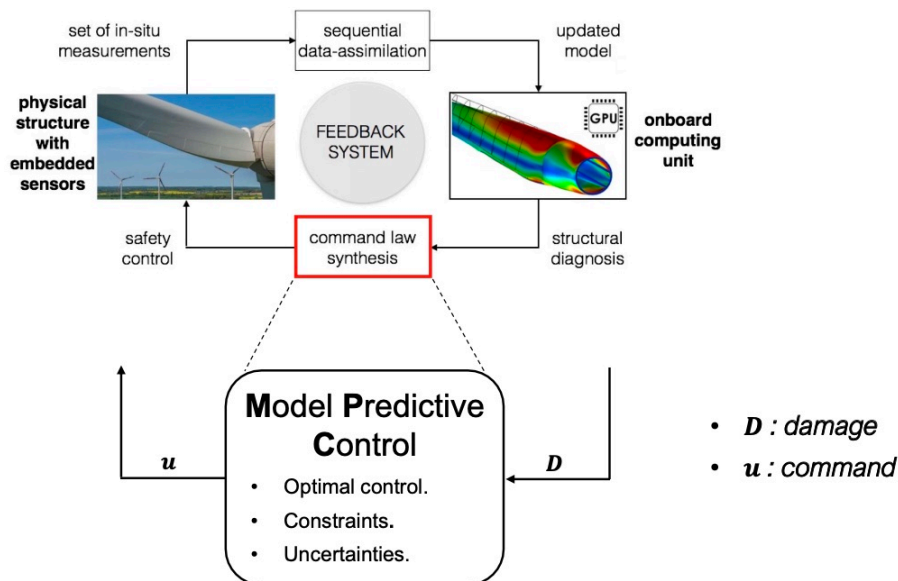 set of in-situ
measurements
sequential
data-assimilation
updated
model
physical
structure
with
embedded
sensors
FEEDBACK
SYSTEM
GPU
onboard
computing
unit
safety
control
command law
synthesis
structural
diagnosis
Model Predictive
Control
• Optimal control.
• Constraints.
• Uncertainties.
u
D
• D : damage
• u : command